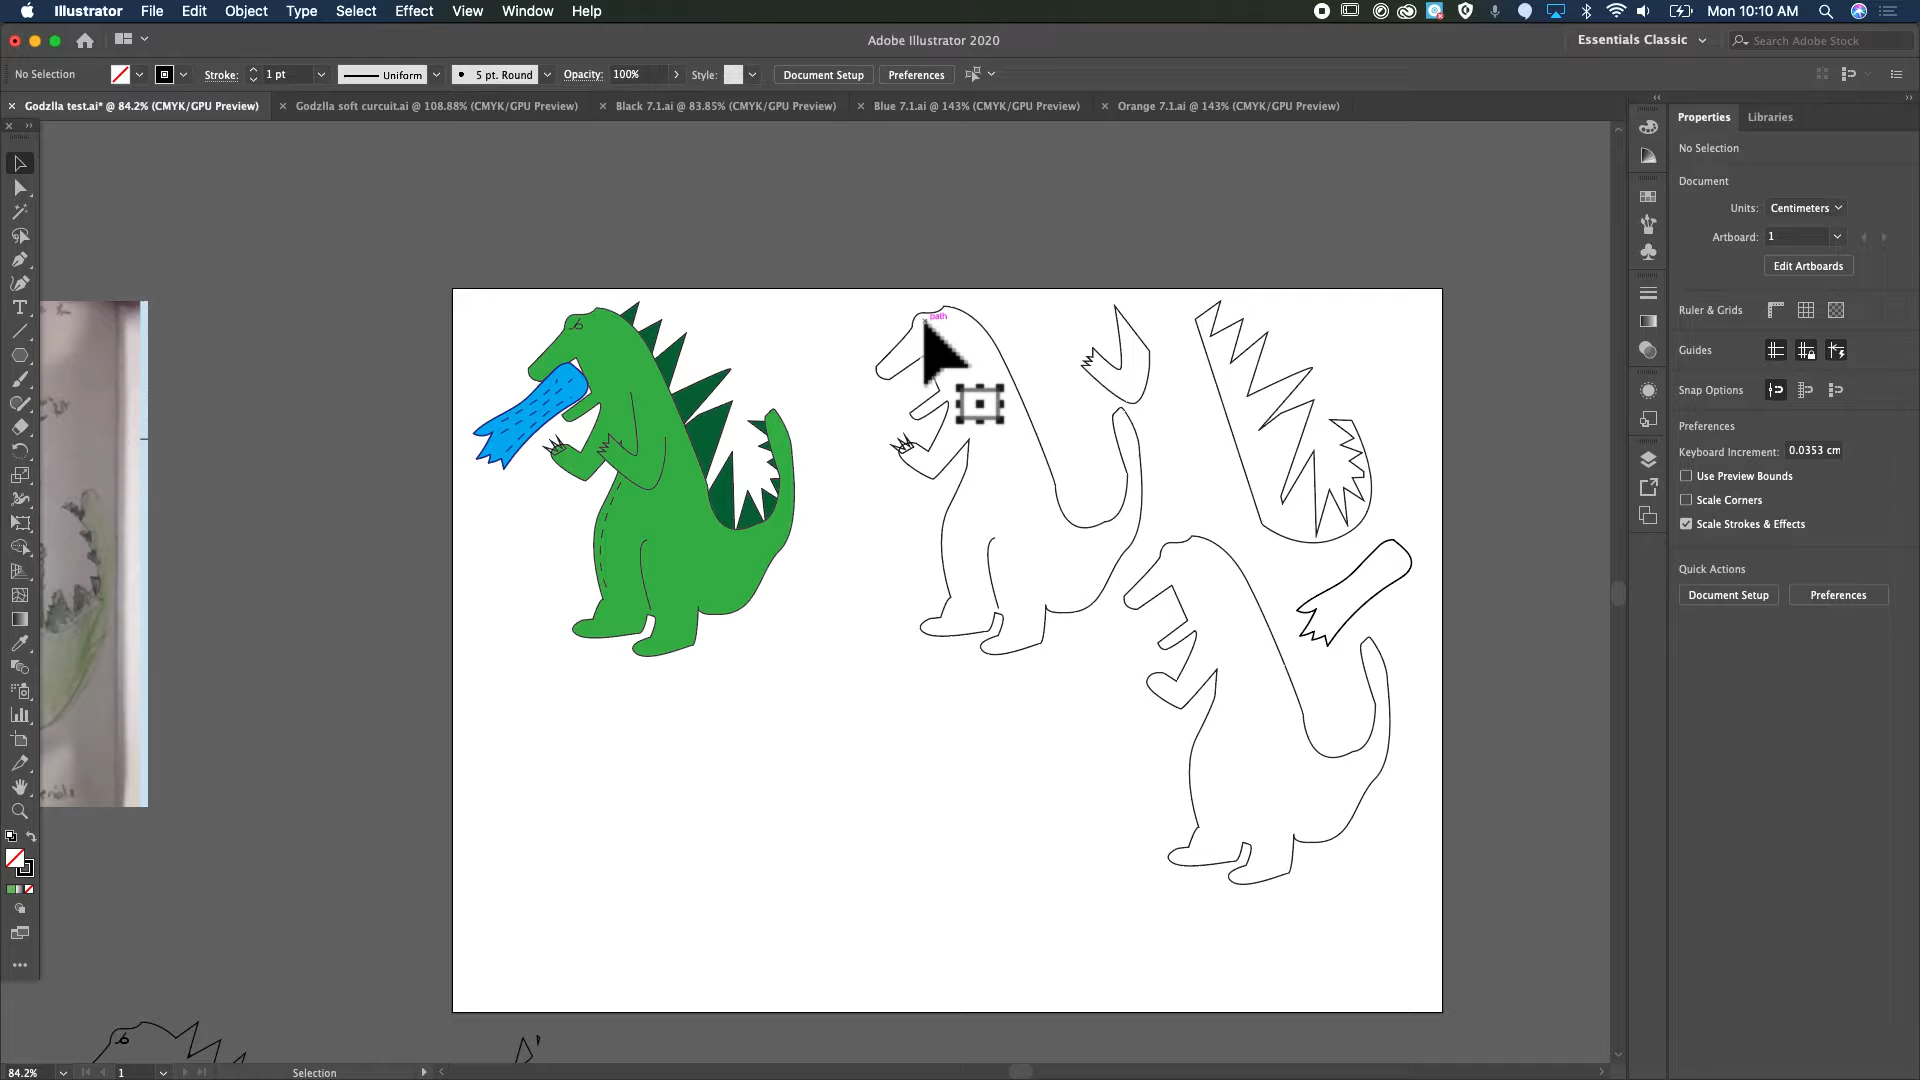 Illustrator File Edit Object Type Select Effect View Window Help
Mon 10:10 AM
Adobe Illustrator 2020
Essentials Classic
Search Adobe Stock
No Selection
Stroke: 1 pt
Uniform
5 pt. Round
Opacity: 100%
Style:
Document Setup
Preferences
Godzlla test.ai* @ 84.2% (CMYK/GPU Preview)
Godzlla soft curcuit.ai @ 108.88% (CMYK/GPU Preview)
Black 7.1.ai @ 83.85% (CMYK/GPU Preview)
Blue 7.1.ai @ 143% (CMYK/GPU Preview)
Orange 7.1.ai @ 143% (CMYK/GPU Preview)
path
Properties
Libraries
No Selection
Document
Units: Centimeters
Artboard: 1
Edit Artboards
Ruler & Grids
Guides
Snap Options
Preferences
Keyboard Increment: 0.0353 cm
Use Preview Bounds
Scale Corners
Scale Strokes & Effects
Quick Actions
Document Setup
Preferences
84.2%
1
Selection